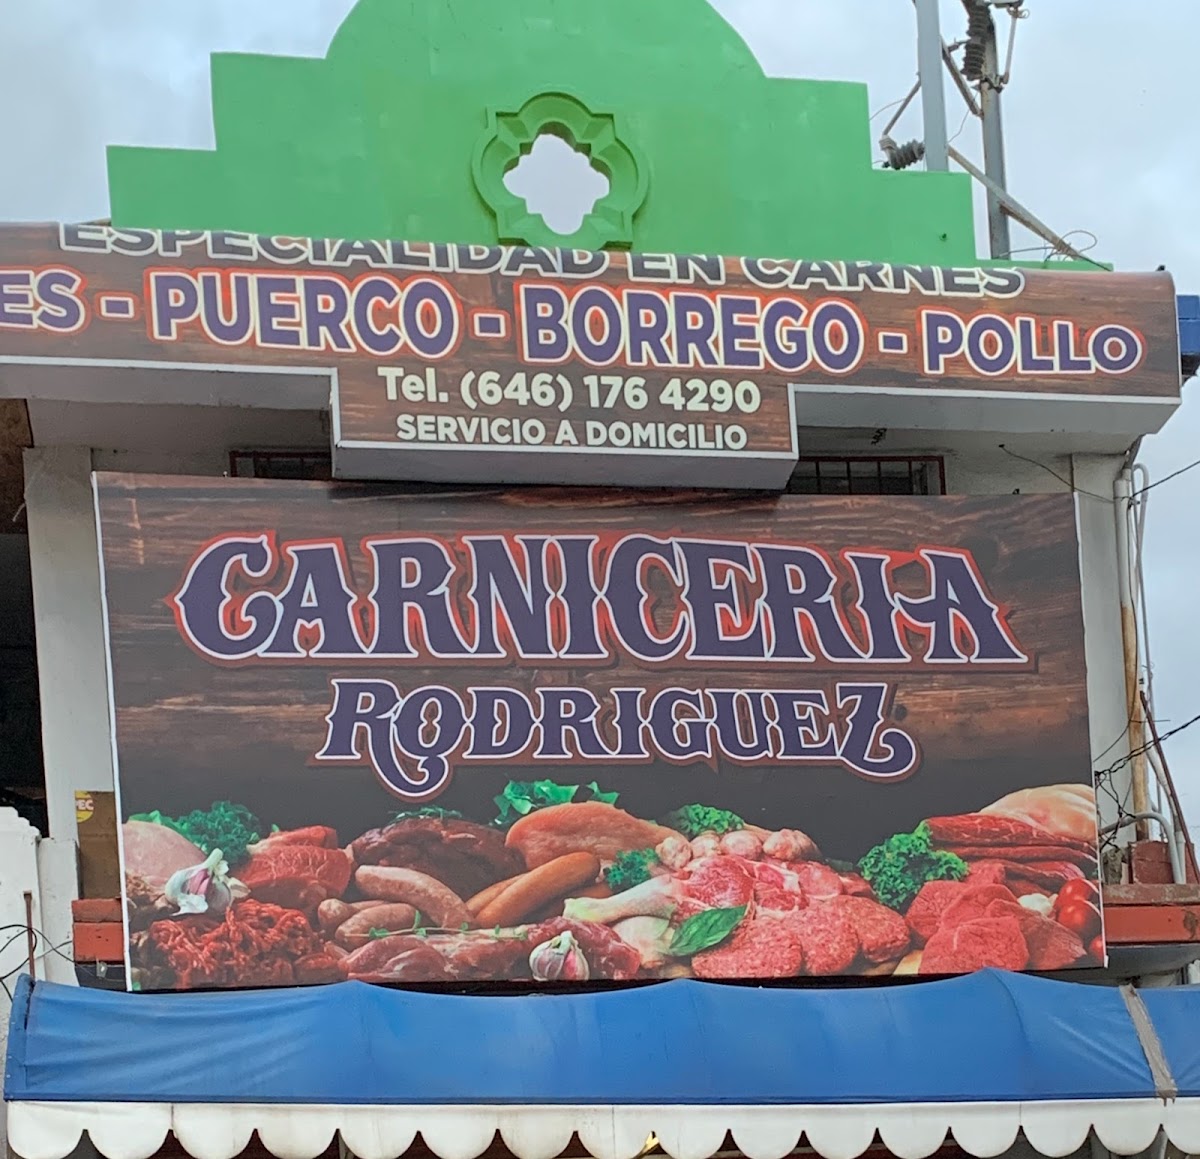 ESPECIALIDAD EN CARNES
ES - PUERCO - BORREGO - POLLO
Tel. (646) 176 4290
SERVICIO A DOMICILIO
CARNICERIA
RODRIGUEZ